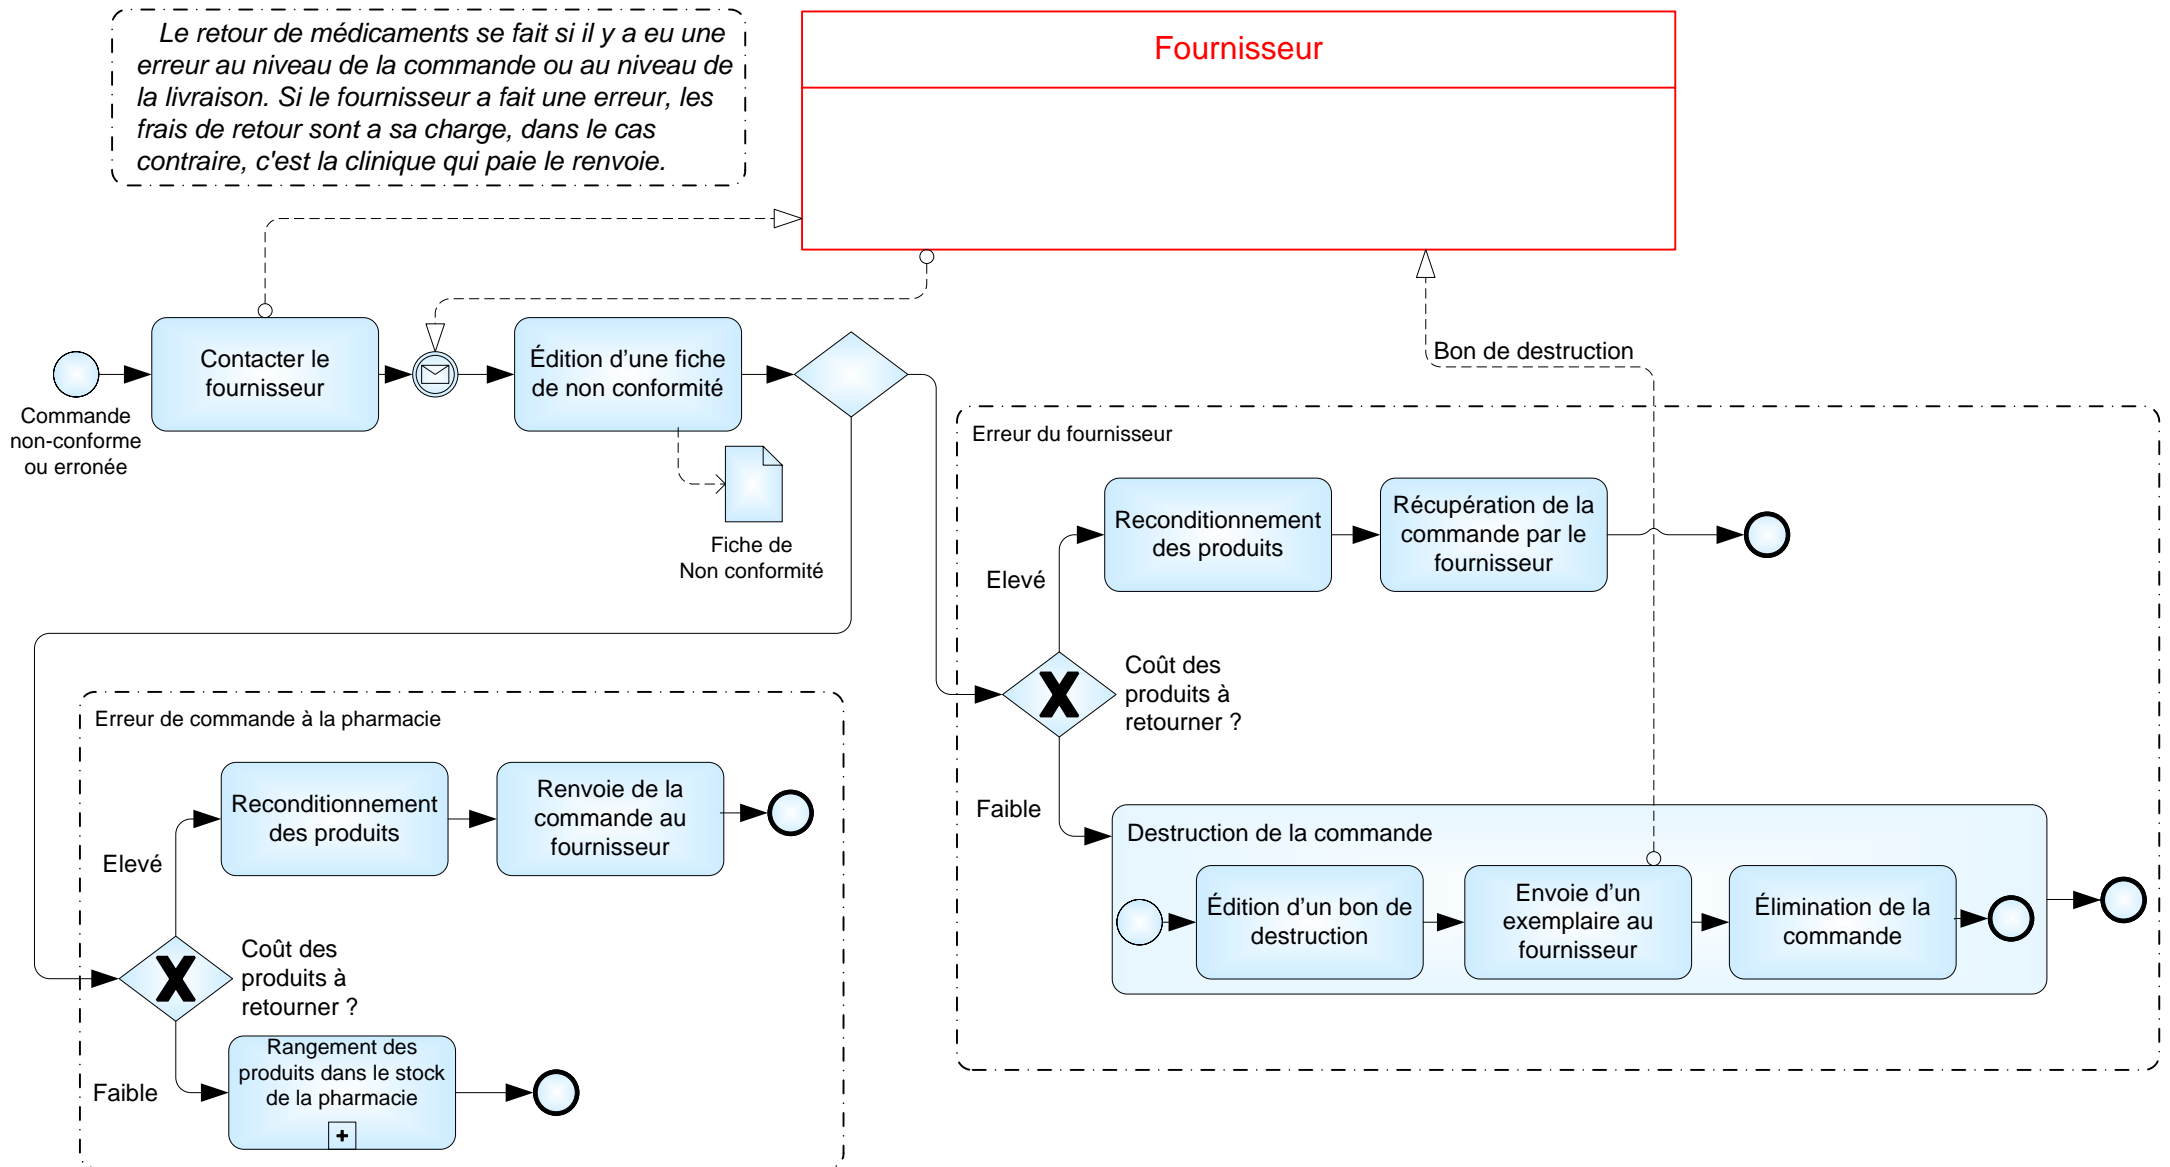 Le retour de médicaments se fait si il y a eu une
erreur au niveau de la commande ou au niveau de
la livraison. Si le fournisseur a fait une erreur, les
frais de retour sont a sa charge, dans le cas
contraire, c'est la clinique qui paie le renvoie.
Fournisseur
Contacter le
fournisseur
Commande
non-conforme
ou erronée
Édition d’une fiche
de non conformité
Fiche de
Non conformité
Bon de destruction
Erreur du fournisseur
Reconditionnement
des produits
Récupération de la
commande par le
fournisseur
Elevé
Coût des
produits à
retourner ?
Faible
Destruction de la commande
Édition d’un bon de
destruction
Envoie d’un
exemplaire au
fournisseur
Élimination de la
commande
Erreur de commande à la pharmacie
Reconditionnement
des produits
Renvoie de la
commande au
fournisseur
Elevé
Coût des
produits à
retourner ?
Faible
Rangement des
produits dans le stock
de la pharmacie